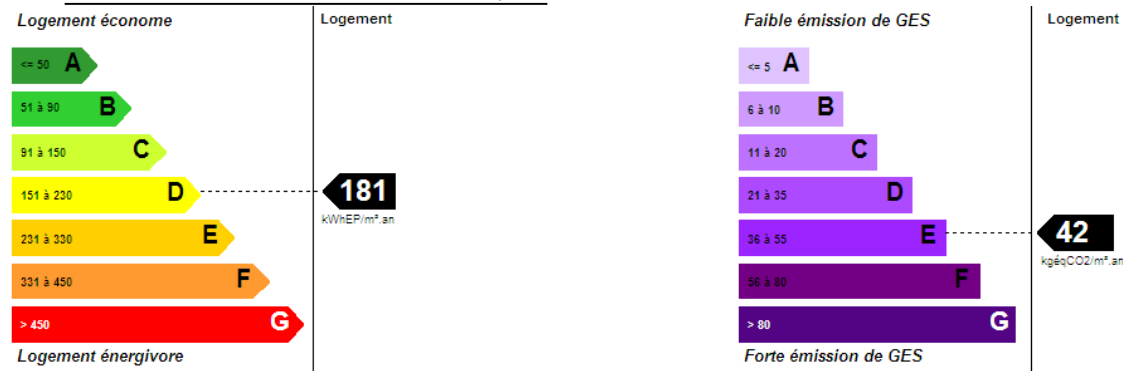 Logement économe
Logement
<= 50 A
51 à 90 B
91 à 150 C
151 à 230 D
181
kWhEP/m².an
231 à 330 E
331 à 450 F
> 450 G
Logement énergivore
Faible émission de GES
Logement
<= 5 A
6 à 10 B
11 à 20 C
21 à 35 D
36 à 55 E
42
kgéqCO2/m².an
56 à 80 F
> 80 G
Forte émission de GES